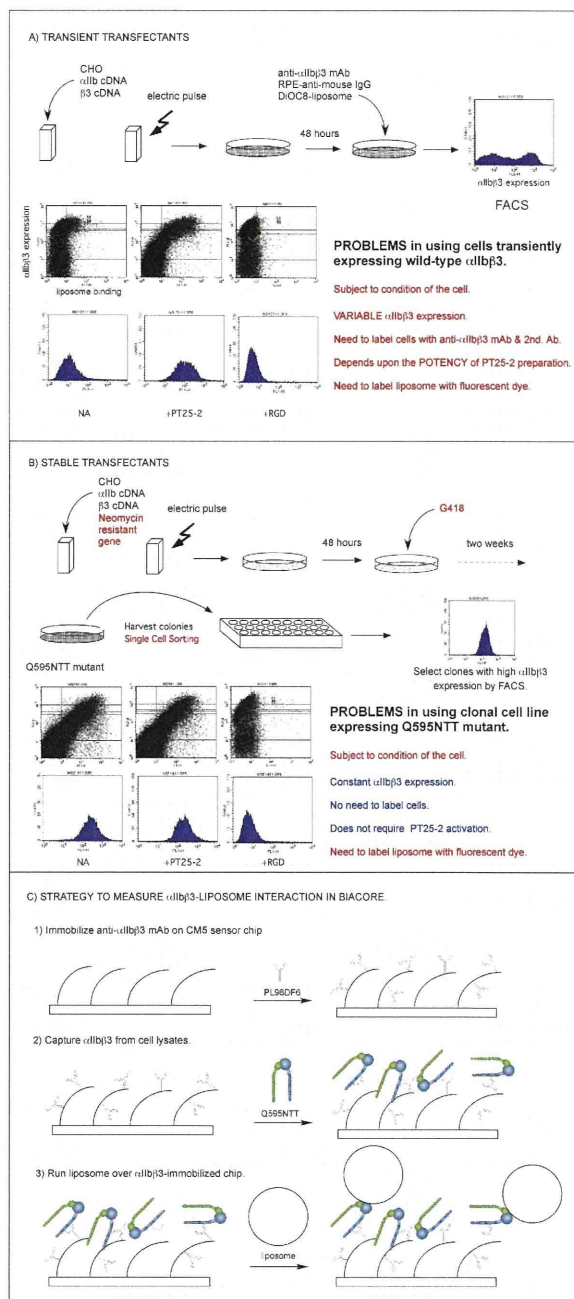 A) TRANSIENT TRANSFECTANTS
CHO
αIIb cDNA
β3 cDNA
electric pulse
anti-αIIbβ3 mAb
RPE-anti-mouse IgG
DiOC8-liposome
48 hours
αIIbβ3 expression
FACS
αIIbβ3 expression
liposome binding
NA
+PT25-2
+RGD
PROBLEMS in using cells transiently
expressing wild-type αIIbβ3.
Subject to condition of the cell.
VARIABLE αIIbβ3 expression.
Need to label cells with anti-αIIbβ3 mAb & 2nd. Ab.
Depends upon the POTENCY of PT25-2 preparation.
Need to label liposome with fluorescent dye.
B) STABLE TRANSFECTANTS
CHO
αIIb cDNA
β3 cDNA
Neomycin
resistant
gene
electric pulse
48 hours
G418
two weeks
Harvest colonies
Single Cell Sorting
Select clones with high αIIbβ3
expression by FACS.
Q595NTT mutant
NA
+PT25-2
+RGD
PROBLEMS in using clonal cell line
expressing Q595NTT mutant.
Subject to condition of the cell.
Constant αIIbβ3 expression.
No need to label cells.
Does not require PT25-2 activation.
Need to label liposome with fluorescent dye.
C) STRATEGY TO MEASURE αIIbβ3-LIPOSOME INTERACTION IN BIACORE
1) Immobilize anti-αIIbβ3 mAb on CM5 sensor chip
PL98DF6
2) Capture αIIbβ3 from cell lysates.
Q595NTT
3) Run liposome over αIIbβ3-immobilized chip.
liposome